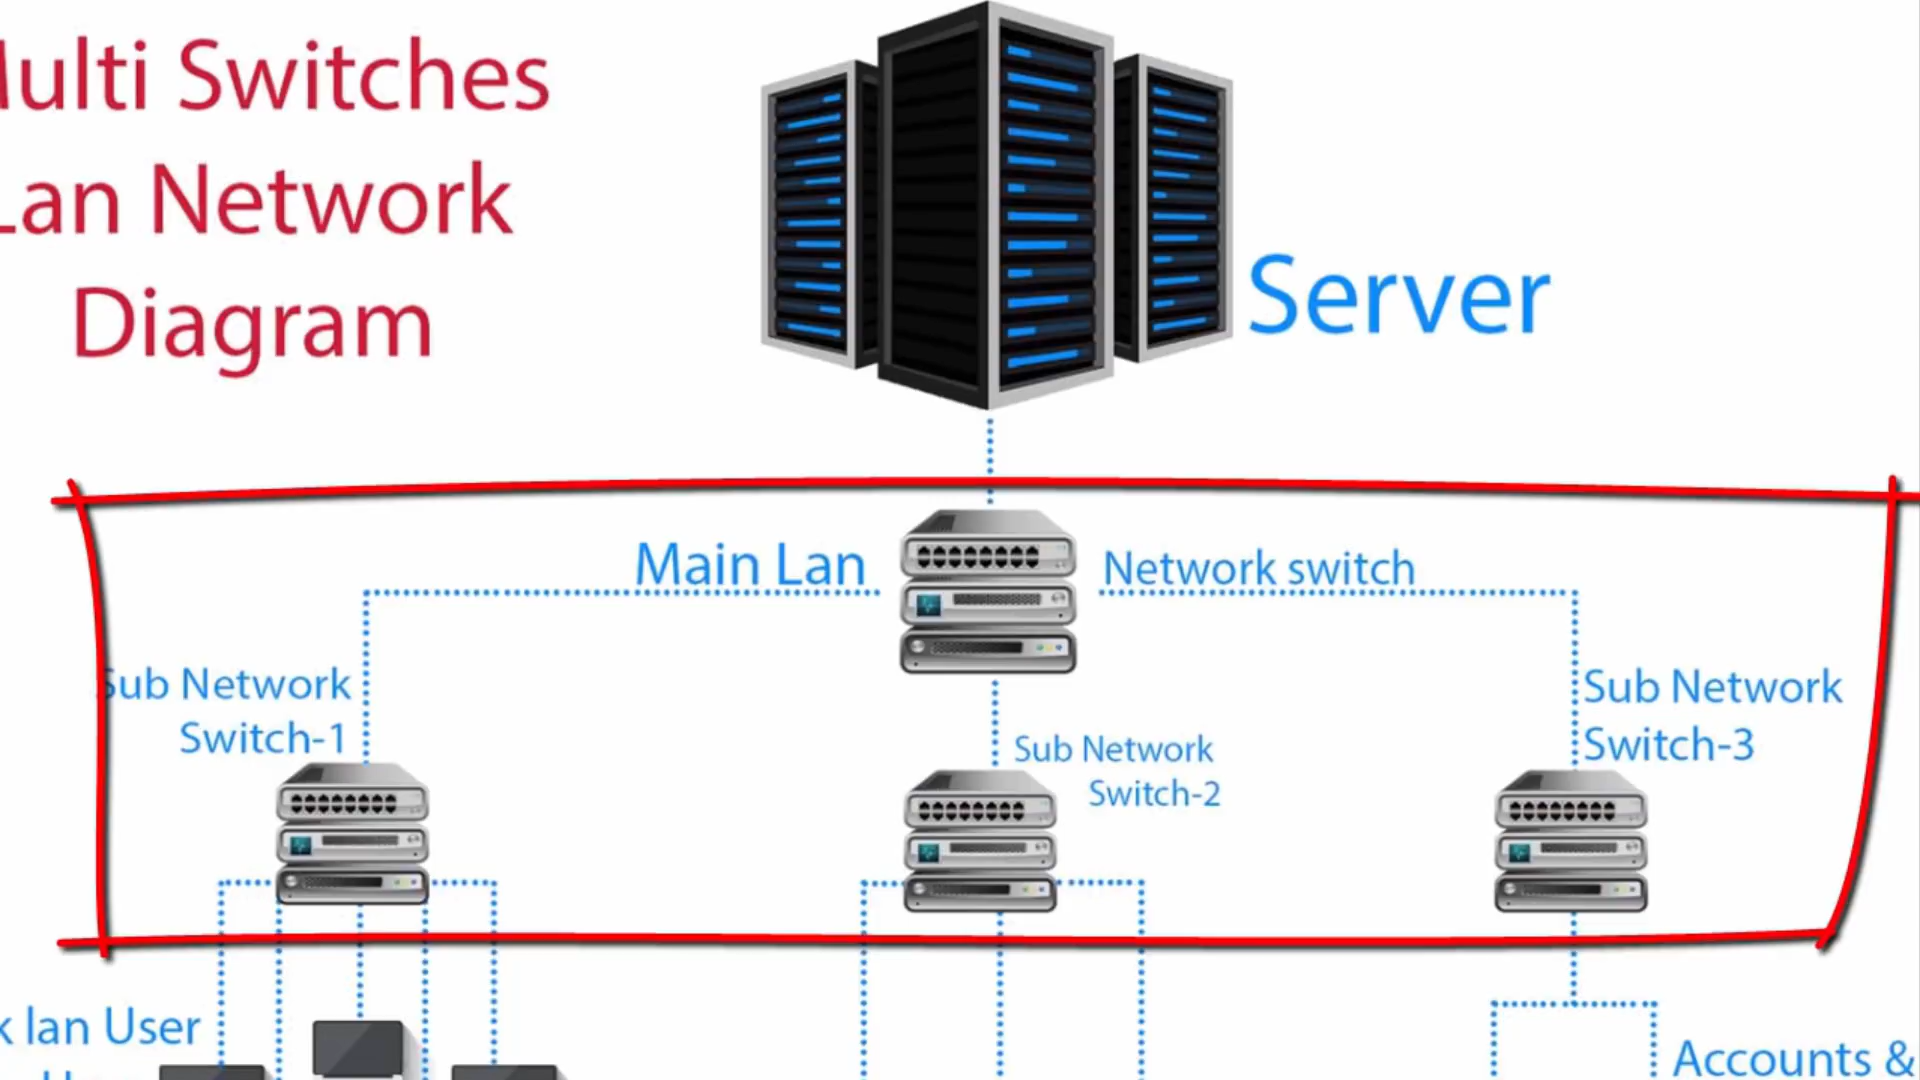 Multi Switches
Lan Network
Diagram
Server
Main Lan
Network switch
Sub Network
Switch-1
Sub Network
Switch-2
Sub Network
Switch-3
k lan User
Accounts &